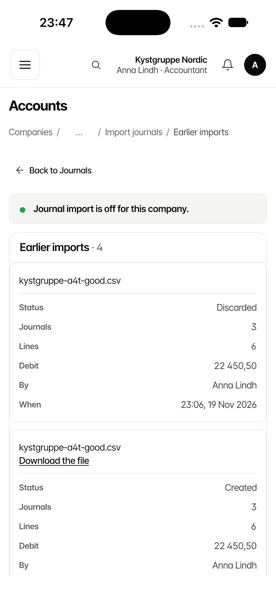 23:47
Kystgruppe Nordic
Anna Lindh · Accountant
A
Accounts
Companies / ... / Import journals / Earlier imports
← Back to Journals
Journal import is off for this company.
Earlier imports · 4
kystgruppe-a4t-good.csv
Status Discarded
Journals 3
Lines 6
Debit 22 450,50
By Anna Lindh
When 23:06, 19 Nov 2026
kystgruppe-a4t-good.csv
Download the file
Status Created
Journals 3
Lines 6
Debit 22 450,50
By Anna Lindh